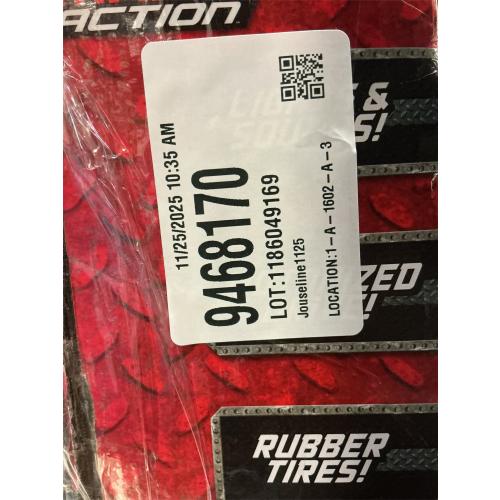 ACTION
11/25/2025 10:35 AM
9468170
LOT:1186049169
Jouseline1125
LOCATION:1-A-1602-A-3
&
RUBBER
TIRES!